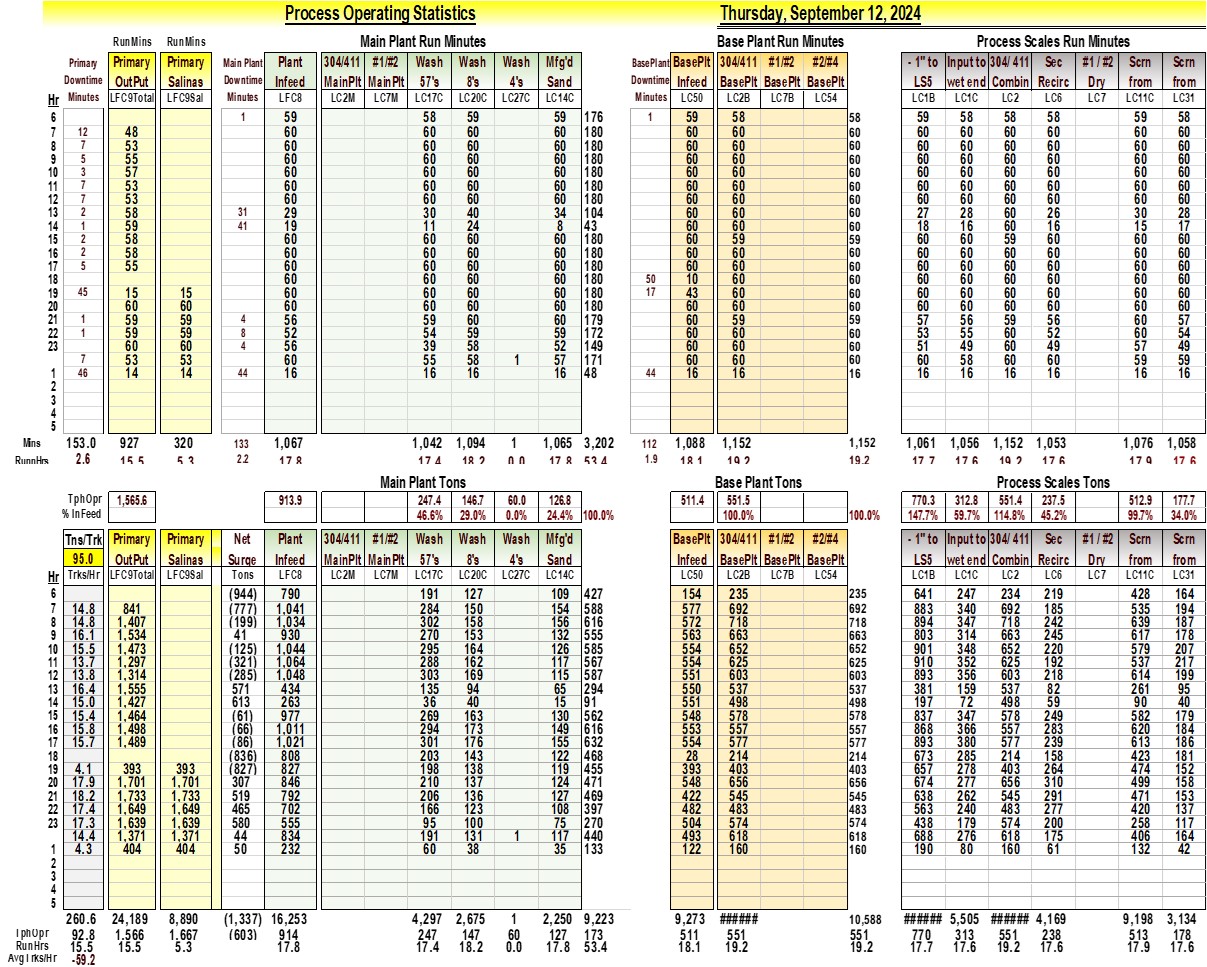 Process Operating Statistics Thursday, September 12, 2024
RunMins RunMins Main Plant Run Minutes Base Plant Run Minutes Process Scales Run Minutes
Primary Primary Primary Main Plant Plant 304/411 #1/#2 Wash Wash Wash Mfg'd BasePlant BasePlt 304/411 #1/#2 #2/#4 - 1" to Input to 304/ 411 Sec #1 / #2 Scrn Scrn
Downtime OutPut Salinas Downtime Infeed MainPlt MainPlt 57's 8's 4's Sand Downtime Infeed BasePlt BasePlt BasePlt LS5 wet end Combin Recirc Dry from from
Hr Minutes LFC9Total LFC9Sal Minutes LFC8 LC2M LC7M LC17C LC20C LC27C LC14C Minutes LC50 LC2B LC7B LC54 LC1B LC1C LC2 LC6 LC7 LC11C LC31
6 1 59 58 59 59 176 1 59 58 58 59 58 58 58 59 58
7 12 48 60 60 60 60 180 60 60 60 60 60 60 60 60 60
8 7 53 60 60 60 60 180 60 60 60 60 60 60 60 60 60
9 5 55 60 60 60 60 180 60 60 60 60 60 60 60 60 60
10 3 57 60 60 60 60 180 60 60 60 60 60 60 60 60 60
11 7 53 60 60 60 60 180 60 60 60 60 60 60 60 60 60
12 7 53 60 60 60 60 180 60 60 60 60 60 60 60 60 60
13 2 58 31 29 30 40 34 104 60 60 60 27 28 60 26 30 28
14 1 59 41 19 11 24 8 43 60 60 60 18 16 60 16 15 17
15 2 58 60 60 60 60 180 60 59 59 60 60 60 60 60 60
16 2 58 60 60 60 60 180 60 60 60 60 60 60 60 60 60
17 5 55 60 60 60 60 180 60 60 60 60 60 60 60 60 60
18 60 60 60 60 180 50 10 60 60 60 60 60 60 60 60
19 45 15 15 60 60 60 60 180 17 43 60 60 60 60 60 60 60 60
20 60 60 60 60 60 60 180 60 60 60 60 60 60 60 60 60
21 1 59 59 4 56 59 60 60 179 60 59 59 57 56 59 56 60 57
22 1 59 59 8 52 54 59 59 172 60 60 60 53 55 60 52 60 54
23 60 60 4 56 39 58 52 149 60 60 60 51 49 60 49 57 49
7 53 53 60 55 58 1 57 171 60 60 60 60 58 60 60 59 59
1 46 14 14 44 16 16 16 16 48 44 16 16 16 16 16 16 16 16 16
2
3
4
5
Mins 153.0 927 320 133 1,067 1,042 1,094 1 1,065 3,202 112 1,088 1,152 1,152 1,061 1,056 1,152 1,053 1,076 1,058
RunnHrs 2.6 15.5 5.3 2.2 17.8 17.4 18.2 0.0 17.8 53.4 1.9 18.1 19.2 19.2 17.7 17.6 19.2 17.6 17.9 17.6
Main Plant Tons Base Plant Tons Process Scales Tons
TphOpr 1,565.6 913.9 247.4 146.7 60.0 126.8 511.4 551.5 770.3 312.8 551.4 237.5 512.9 177.7
% InFeed 46.6% 29.0% 0.0% 24.4% 100.0% 100.0% 100.0% 147.7% 59.7% 114.8% 45.2% 99.7% 34.0%
Tns/Trk Primary Primary Net Plant 304/411 #1/#2 Wash Wash Wash Mfg'd BasePlt 304/411 #1/#2 #2/#4 - 1" to Input to 304/ 411 Sec #1 / #2 Scrn Scrn
95.0 OutPut Salinas Surge Infeed MainPlt MainPlt 57's 8's 4's Sand Infeed BasePlt BasePlt BasePlt LS5 wet end Combin Recirc Dry from from
Hr Trks/Hr LFC9Total LFC9Sal Tons LFC8 LC2M LC7M LC17C LC20C LC27C LC14C LC50 LC2B LC7B LC54 LC1B LC1C LC2 LC6 LC7 LC11C LC31
6 (944) 790 191 127 109 427 154 235 235 641 247 234 219 428 164
7 14.8 841 (777) 1,041 284 150 154 588 577 692 692 883 340 692 185 535 194
8 14.8 1,407 (199) 1,034 302 158 156 616 572 718 718 894 347 718 242 639 187
9 16.1 1,534 41 930 270 153 132 555 563 663 663 803 314 663 245 617 178
10 15.5 1,473 (125) 1,044 295 164 126 585 554 652 652 901 348 652 220 579 207
11 13.7 1,297 (321) 1,064 288 162 117 567 554 625 625 910 352 625 192 537 217
12 13.8 1,314 (285) 1,048 303 169 115 587 551 603 603 893 356 603 218 614 199
13 16.4 1,555 571 434 135 94 65 294 550 537 537 381 159 537 82 261 95
14 15.0 1,427 613 263 36 40 15 91 551 498 498 197 72 498 59 90 40
15 15.4 1,464 (61) 977 269 163 130 562 548 578 578 837 347 578 249 582 179
16 15.8 1,498 (66) 1,011 294 173 149 616 553 557 557 868 366 557 283 620 184
17 15.7 1,489 (86) 1,021 301 176 155 632 554 577 577 893 380 577 239 613 186
18 (836) 808 203 143 122 468 28 214 214 673 285 214 158 423 181
19 4.1 393 393 (827) 827 198 138 119 455 393 403 403 657 278 403 264 474 152
20 17.9 1,701 1,701 307 846 210 137 124 471 548 656 656 674 277 656 310 499 158
21 18.2 1,733 1,733 519 792 206 136 127 469 422 545 545 638 262 545 291 471 153
22 17.4 1,649 1,649 465 702 166 123 108 397 482 483 483 563 240 483 277 420 137
23 17.3 1,639 1,639 580 555 95 100 75 270 504 574 574 438 179 574 200 258 117
14.4 1,371 1,371 44 834 191 131 1 117 440 493 618 618 688 276 618 175 406 164
1 4.3 404 404 50 232 60 38 35 133 122 160 160 190 80 160 61 132 42
2
3
4
5
260.6 24,189 8,890 (1,337) 16,253 4,297 2,675 1 2,250 9,223 9,273 ###### 10,588 ###### 5,505 ###### 4,169 9,198 3,134
TphOpr 92.8 1,566 1,667 (603) 914 247 147 60 127 173 511 551 551 770 313 551 238 513 178
RunHrs 15.5 15.5 5.3 17.8 17.4 18.2 0.0 17.8 53.4 18.1 19.2 19.2 17.7 17.6 19.2 17.6 17.9 17.6
AvgTrks/Hr -59.2